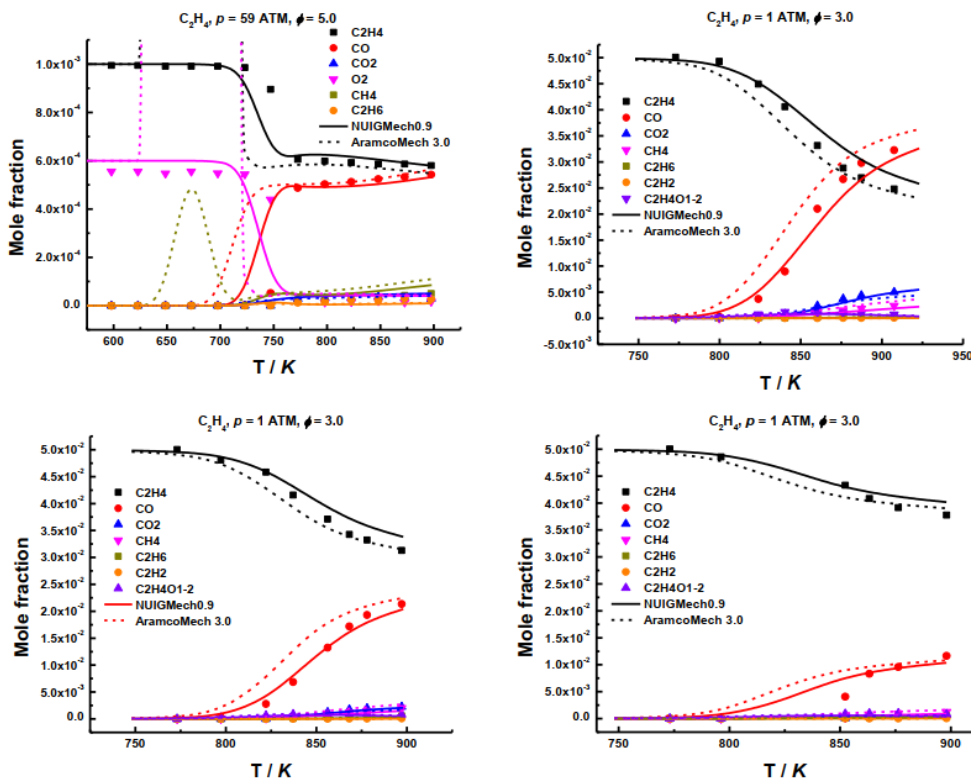 C₂H₄, p = 59 ATM, ϕ = 5.0
C2H4
CO
CO2
O2
CH4
C2H6
NUIGMech0.9
AramcoMech 3.0
Mole fraction
1.0x10⁻³
8.0x10⁻⁴
6.0x10⁻⁴
4.0x10⁻⁴
2.0x10⁻⁴
0.0
600 650 700 750 800 850 900
T / K
C₂H₄, p = 1 ATM, ϕ = 3.0
C2H4
CO
CO2
CH4
C2H6
C2H2
C2H4O1-2
NUIGMech0.9
AramcoMech 3.0
Mole fraction
5.0x10⁻²
4.5x10⁻²
4.0x10⁻²
3.5x10⁻²
3.0x10⁻²
2.5x10⁻²
2.0x10⁻²
1.5x10⁻²
1.0x10⁻²
5.0x10⁻³
0.0
-5.0x10⁻³
750 800 850 900 950
T / K
C₂H₄, p = 1 ATM, ϕ = 3.0
C2H4
CO
CO2
CH4
C2H6
C2H2
C2H4O1-2
NUIGMech0.9
AramcoMech 3.0
Mole fraction
5.0x10⁻²
4.5x10⁻²
4.0x10⁻²
3.5x10⁻²
3.0x10⁻²
2.5x10⁻²
2.0x10⁻²
1.5x10⁻²
1.0x10⁻²
5.0x10⁻³
0.0
750 800 850 900
T / K
C₂H₄, p = 1 ATM, ϕ = 3.0
C2H4
CO
CO2
CH4
C2H6
C2H2
C2H4O1-2
NUIGMech0.9
AramcoMech 3.0
Mole fraction
5.0x10⁻²
4.5x10⁻²
4.0x10⁻²
3.5x10⁻²
3.0x10⁻²
2.5x10⁻²
2.0x10⁻²
1.5x10⁻²
1.0x10⁻²
5.0x10⁻³
0.0
750 800 850 900
T / K